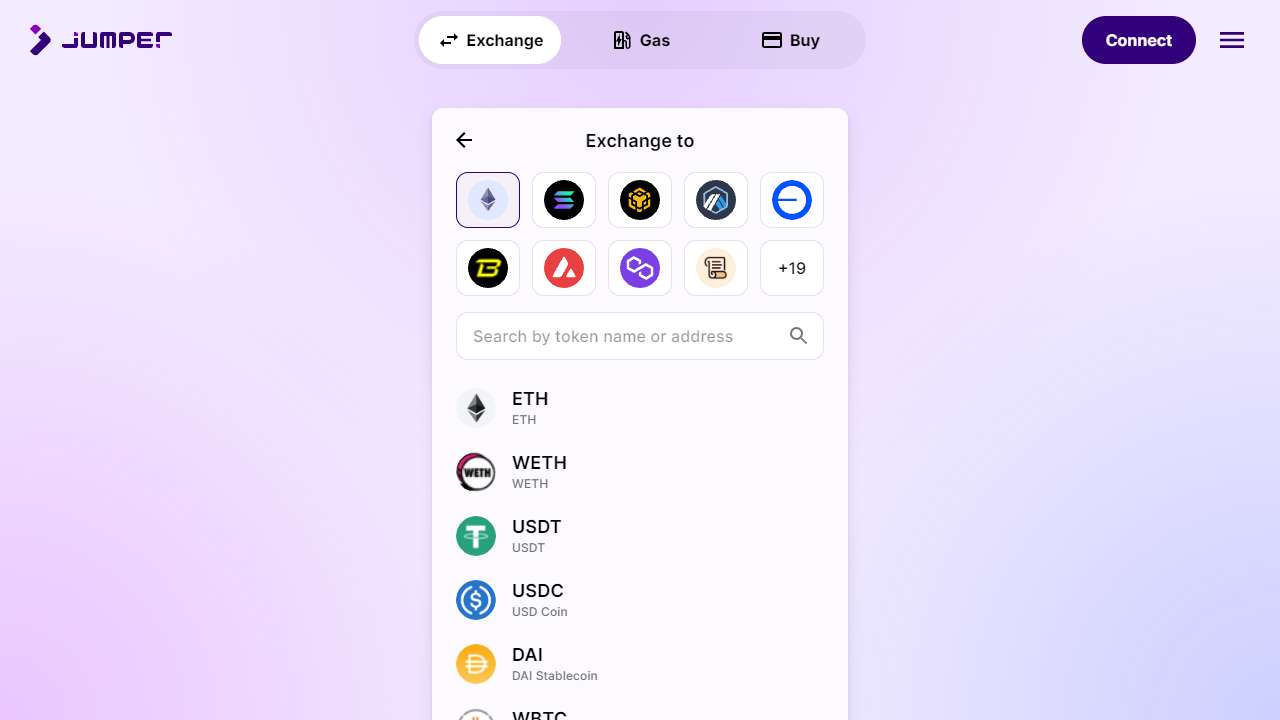 JUMPER
Exchange
Gas
Buy
Connect
Exchange to
+19
Search by token name or address
ETH
ETH
WETH
WETH
WETH
USDT
USDT
USDC
USD Coin
DAI
DAI Stablecoin
WBTC